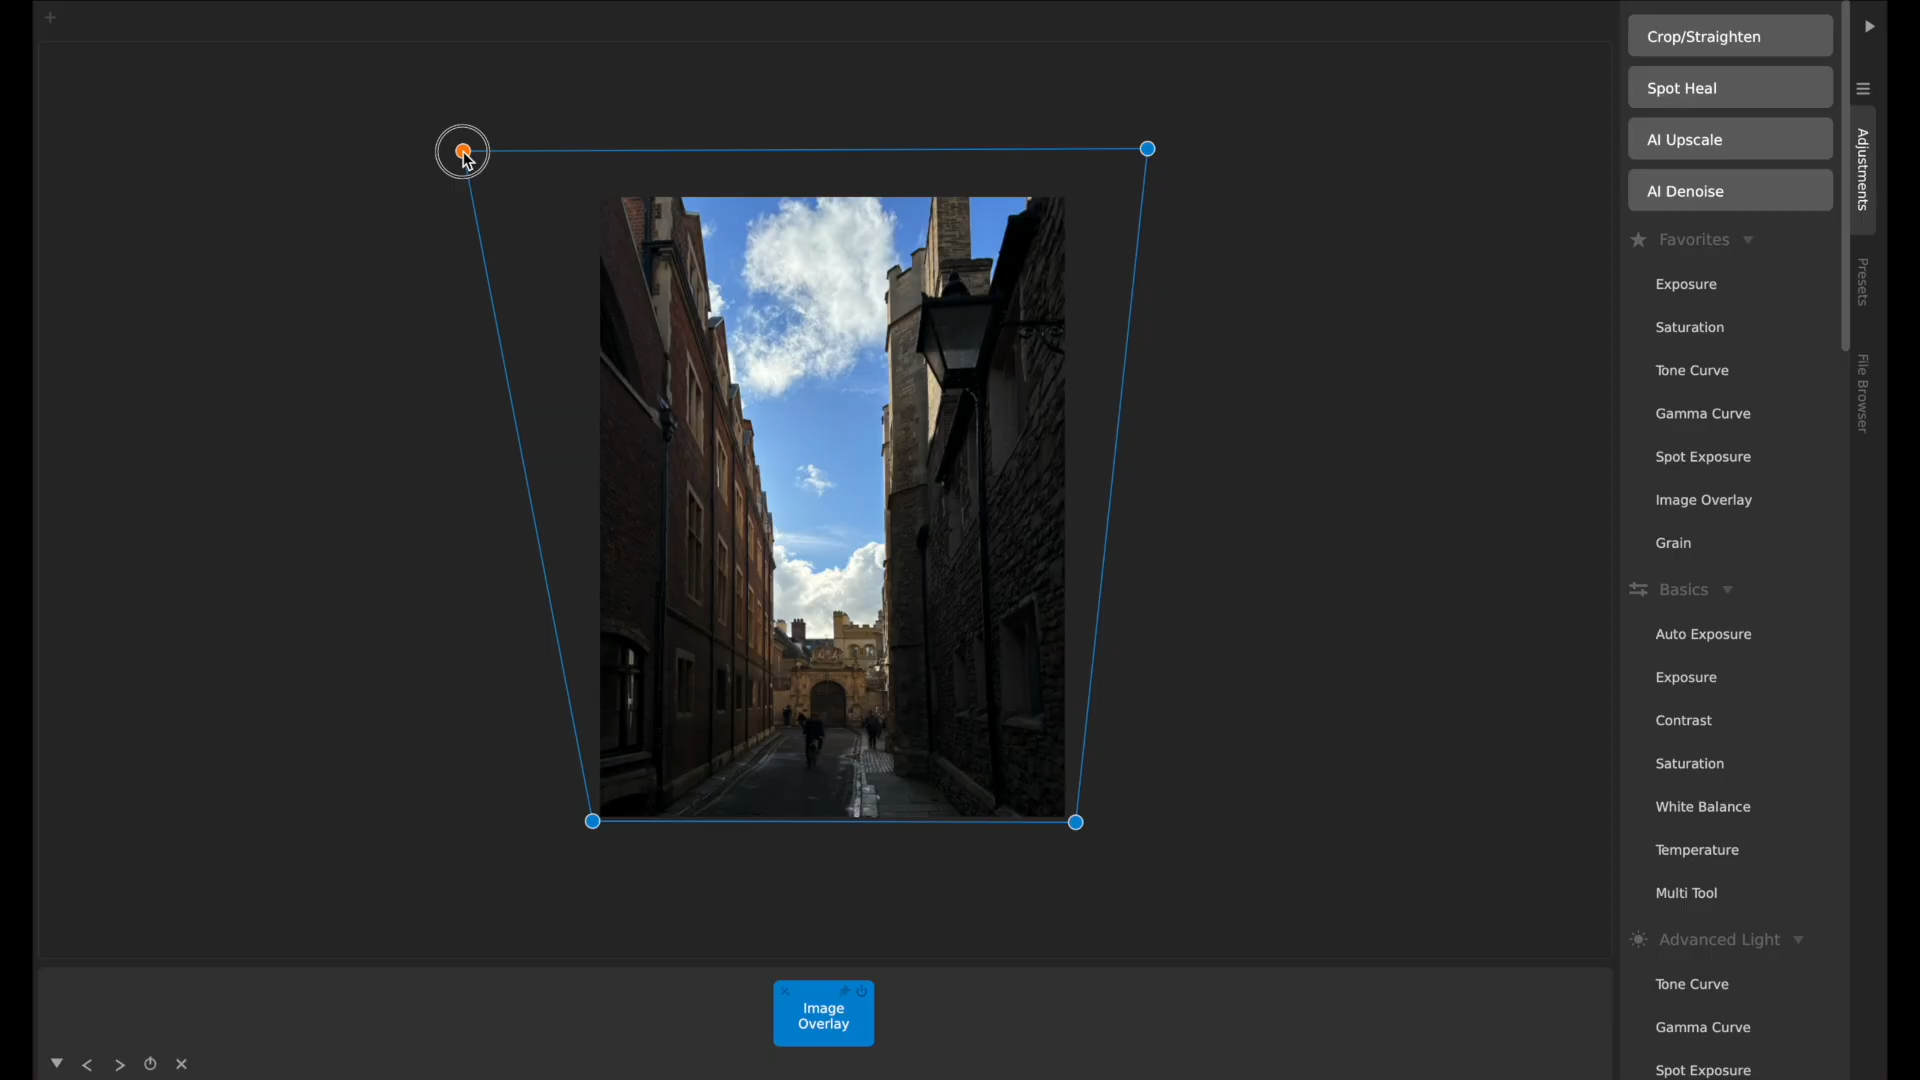 Crop/Straighten
Spot Heal
AI Upscale
AI Denoise
Favorites
Exposure
Saturation
Tone Curve
Gamma Curve
Spot Exposure
Image Overlay
Grain
Basics
Auto Exposure
Exposure
Contrast
Saturation
White Balance
Temperature
Multi Tool
Advanced Light
Tone Curve
Gamma Curve
Spot Exposure
Adjustments
Presets
File Browser
Image
Overlay